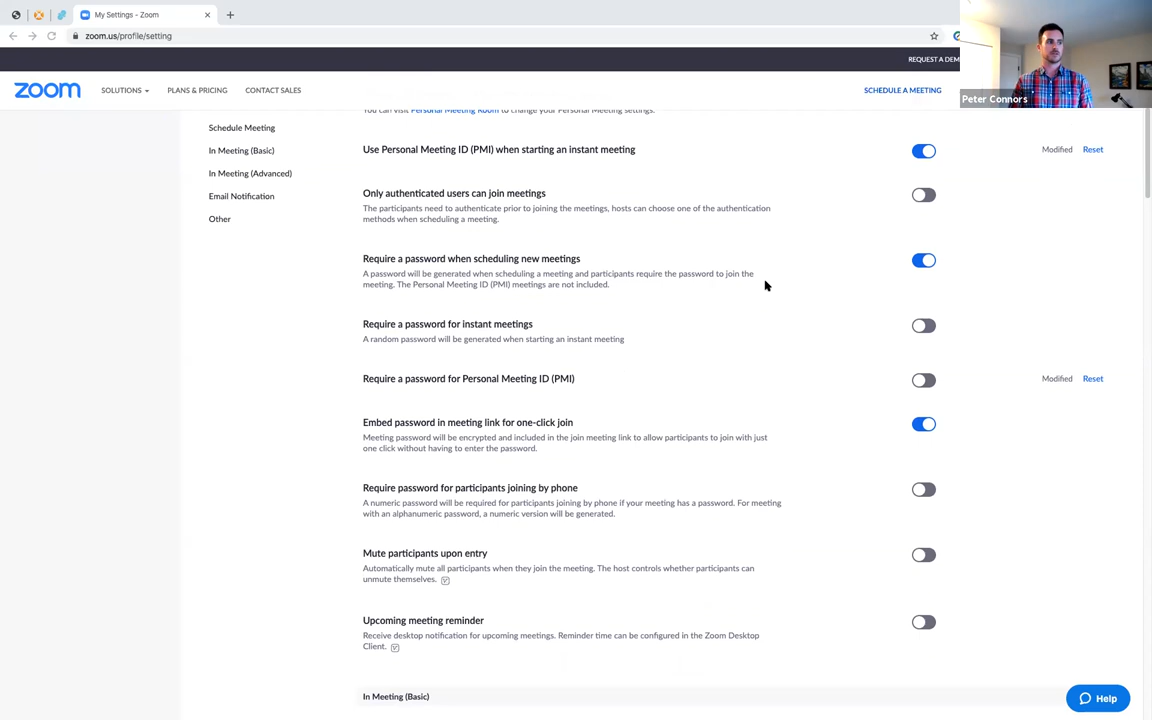 My Settings - Zoom
zoom.us/profile/setting
REQUEST A DEM
zoom
SOLUTIONS
PLANS & PRICING
CONTACT SALES
SCHEDULE A MEETING
Peter Connors
You can visit Personal Meeting Room to change your Personal Meeting settings.
Schedule Meeting
In Meeting (Basic)
In Meeting (Advanced)
Email Notification
Other
Use Personal Meeting ID (PMI) when starting an instant meeting
Modified Reset
Only authenticated users can join meetings
The participants need to authenticate prior to joining the meetings, hosts can choose one of the authentication
methods when scheduling a meeting.
Require a password when scheduling new meetings
A password will be generated when scheduling a meeting and participants require the password to join the
meeting. The Personal Meeting ID (PMI) meetings are not included.
Require a password for instant meetings
A random password will be generated when starting an instant meeting
Require a password for Personal Meeting ID (PMI)
Modified Reset
Embed password in meeting link for one-click join
Meeting password will be encrypted and included in the join meeting link to allow participants to join with just
one click without having to enter the password.
Require password for participants joining by phone
A numeric password will be required for participants joining by phone if your meeting has a password. For meeting
with an alphanumeric password, a numeric version will be generated.
Mute participants upon entry
Automatically mute all participants when they join the meeting. The host controls whether participants can
unmute themselves.
Upcoming meeting reminder
Receive desktop notification for upcoming meetings. Reminder time can be configured in the Zoom Desktop
Client.
In Meeting (Basic)
Help